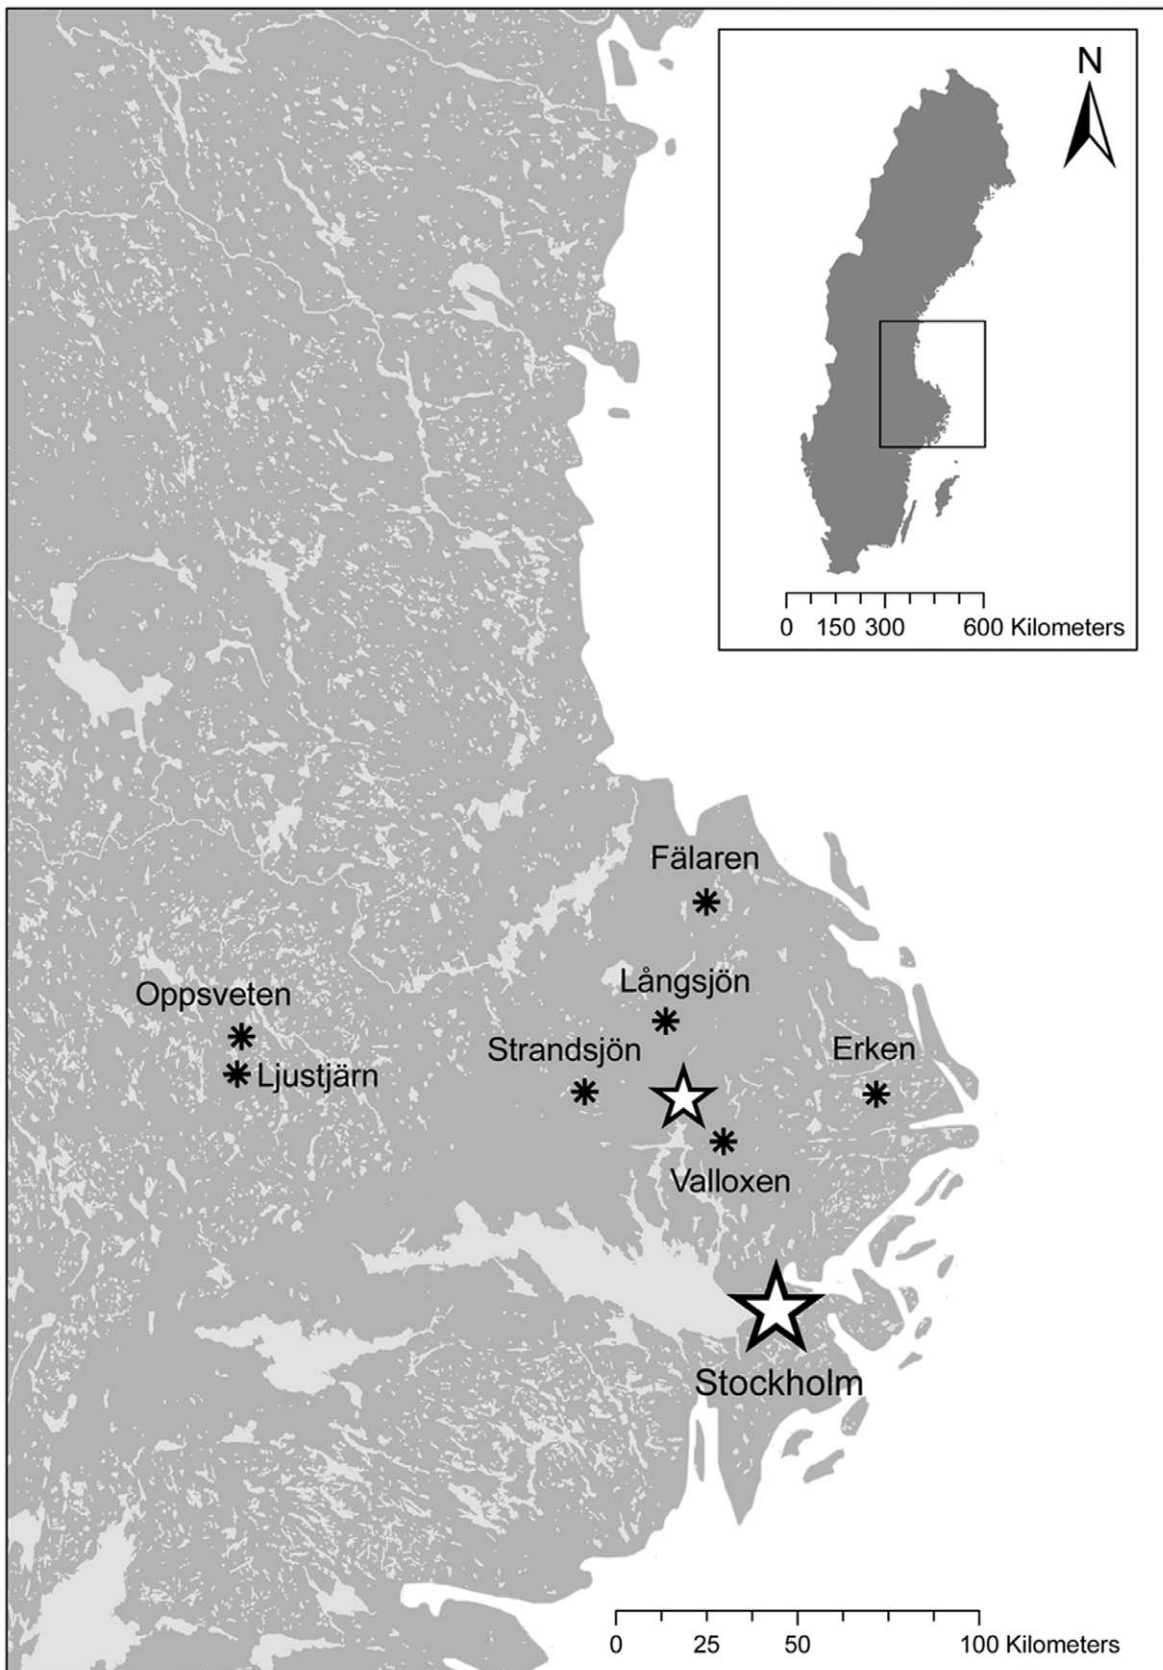 N
0 150 300 600 Kilometers
Fälaren
Långsjön
Oppsveten
Strandsjön
Erken
Ljustjärn
Valloxen
Stockholm
0 25 50 100 Kilometers